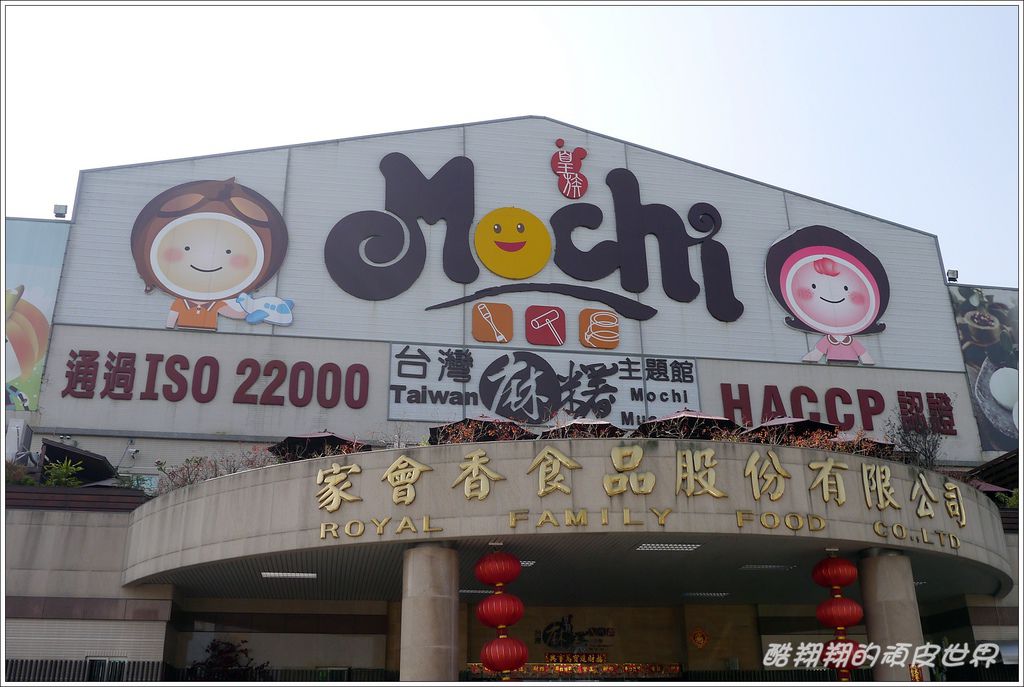 皇族
Mochi
通過ISO 22000
台灣 麻糬 主題館
Taiwan Mochi
HACCP 認證
家會香食品股份有限公司
ROYAL FAMILY FOOD CO.,LTD
酷翔翔的頑皮世界